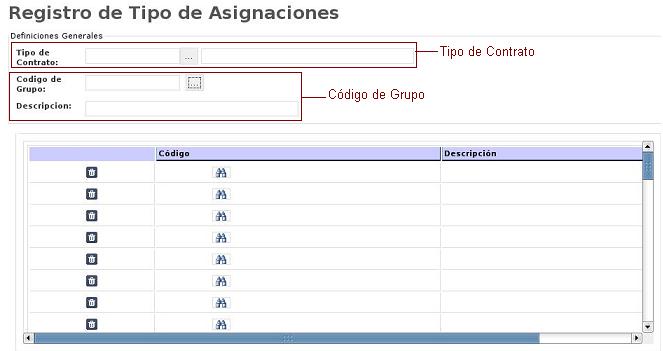 Registro de Tipo de Asignaciones
Definiciones Generales
Tipo de
Contrato:
...
Tipo de Contrato
Codigo de
Grupo:
...
Código de Grupo
Descripcion:
Código Descripción